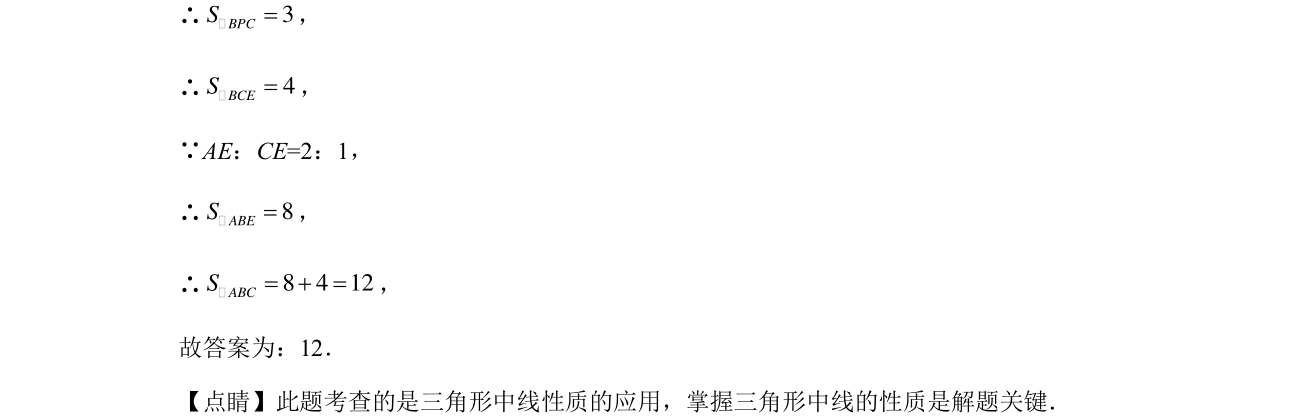 ∴ S□BPC = 3，
∴ S□BCE = 4，
∵AE：CE=2：1，
∴ S□ABE = 8，
∴ S□ABC = 8 + 4 = 12，
故答案为：12．
【点睛】此题考查的是三角形中线性质的应用，掌握三角形中线的性质是解题关键．